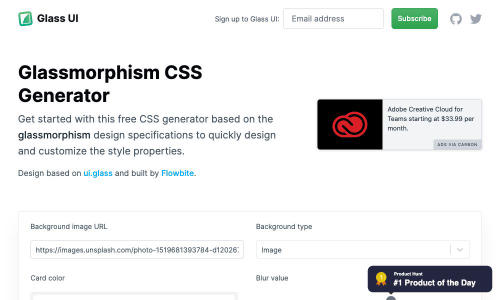 Glass UI
Sign up to Glass UI:
Email address
Subscribe
Glassmorphism CSS
Generator
Get started with this free CSS generator based on the
glassmorphism design specifications to quickly design
and customize the style properties.
Design based on ui.glass and built by Flowbite.
Adobe Creative Cloud for
Teams starting at $33.99 per
month.
ADS VIA CARBON
Background image URL
https://images.unsplash.com/photo-1519681393784-d12026
Background type
Image
Card color
Blur value
1
Product Hunt
#1 Product of the Day